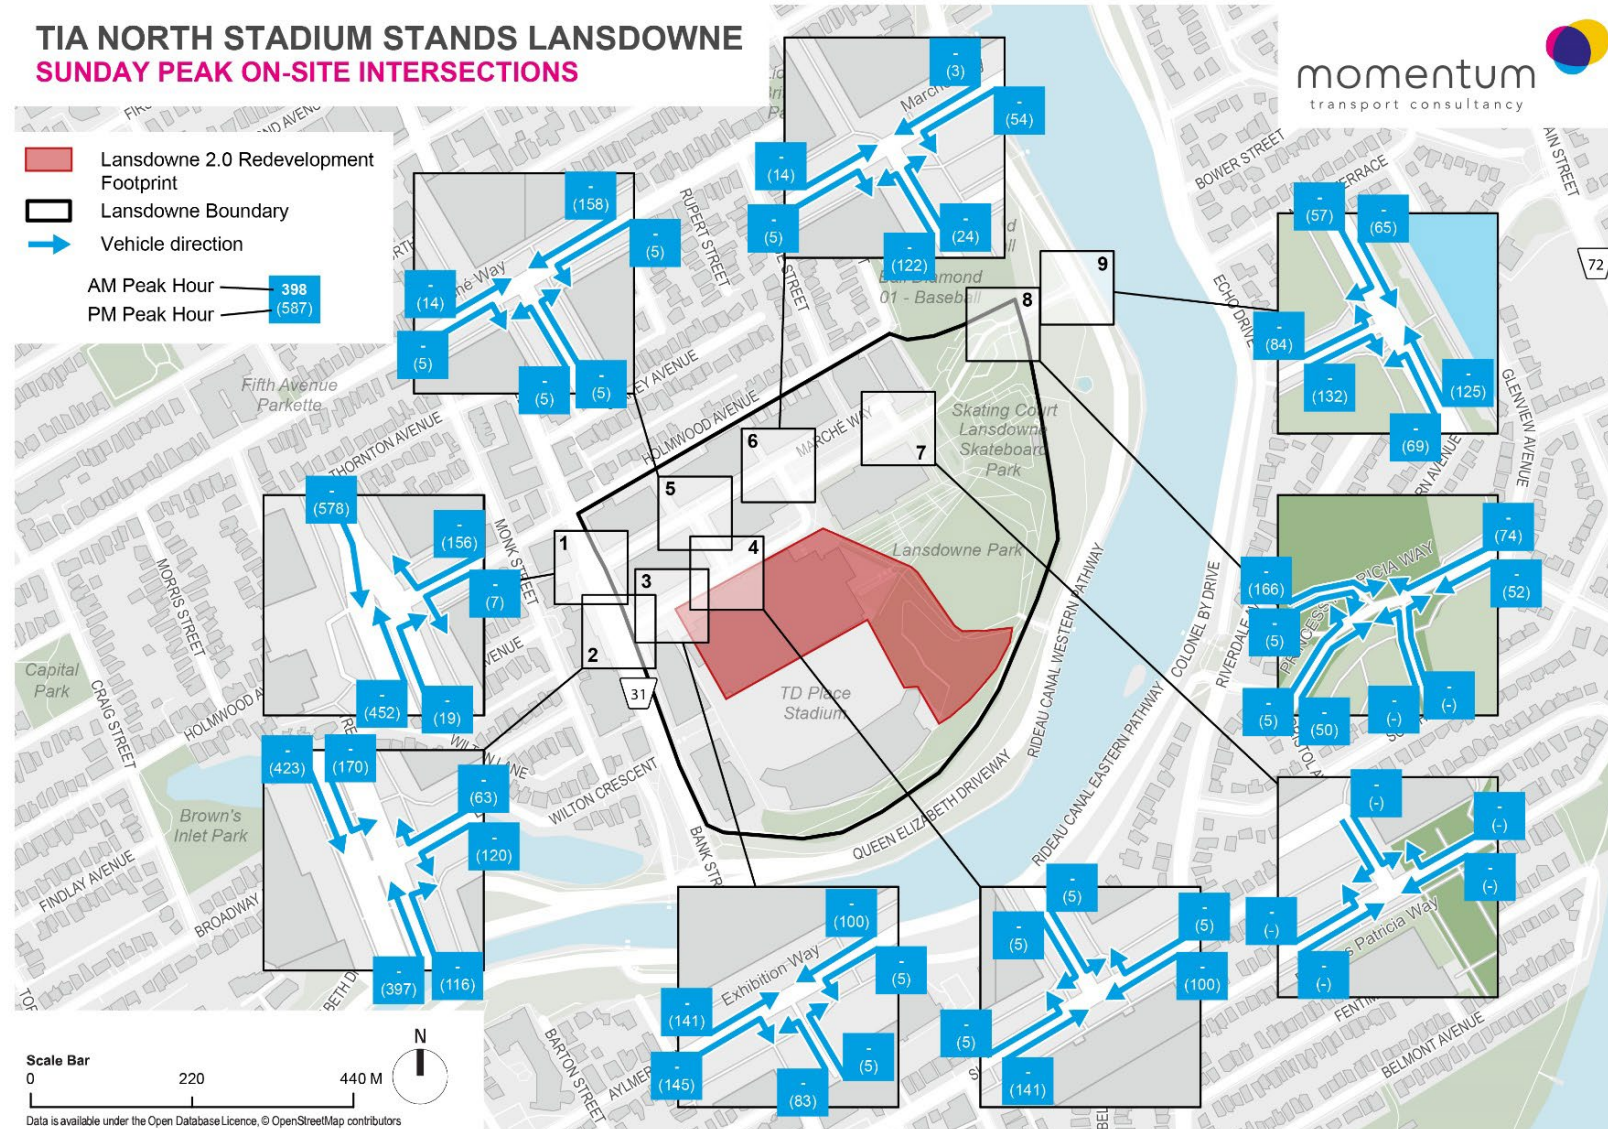 TIA NORTH STADIUM STANDS LANSDOWNE
SUNDAY PEAK ON-SITE INTERSECTIONS
momentum
transport consultancy
Lansdowne 2.0 Redevelopment
Footprint
Lansdowne Boundary
Vehicle direction
AM Peak Hour
398
PM Peak Hour
(587)
-
(3)
-
(54)
-
(14)
-
(5)
-
(122)
-
(24)
-
(158)
-
(5)
-
(14)
-
(5)
-
(5)
-
(5)
-
(57)
-
(65)
-
(84)
-
(132)
-
(125)
-
(69)
-
(578)
-
(156)
-
(7)
-
(452)
-
(19)
-
(166)
-
(5)
-
(74)
-
(52)
-
(5)
-
(50)
-
(-)
-
(-)
-
(423)
-
(170)
-
(63)
-
(120)
-
(397)
-
(116)
-
(-)
-
(-)
-
(-)
-
(-)
-
(-)
-
(100)
-
(5)
-
(141)
-
(145)
-
(83)
-
(5)
-
(5)
-
(5)
-
(5)
-
(100)
-
(5)
-
(141)
1
2
3
4
5
6
7
8
9
31
72
BOWER STREET
ECHO DRIVE
GLENVIEW AVENUE
RUPERT STREET
01 - Baseball
Fifth Avenue
Parkette
THORNTON AVENUE
HOLMWOOD AVENUE
MARCHÉ WAY
Skating Court
Lansdowne
Skateboard
Park
Lansdowne Park
MONK STREET
MORRIS STREET
CRAIG STREET
Capital
Park
TD Place
Stadium
Brown's
Inlet Park
WILTON CRESCENT
FINDLAY AVENUE
BROADWAY
QUEEN ELIZABETH DRIVEWAY
RIDEAU CANAL WESTERN PATHWAY
RIDEAU CANAL EASTERN PATHWAY
COLONEL BY DRIVE
Exhibition Way
BARTON STREET
BELMONT AVENUE
N
Scale Bar
0 220 440 M
Data is available under the Open Database Licence, © OpenStreetMap contributors